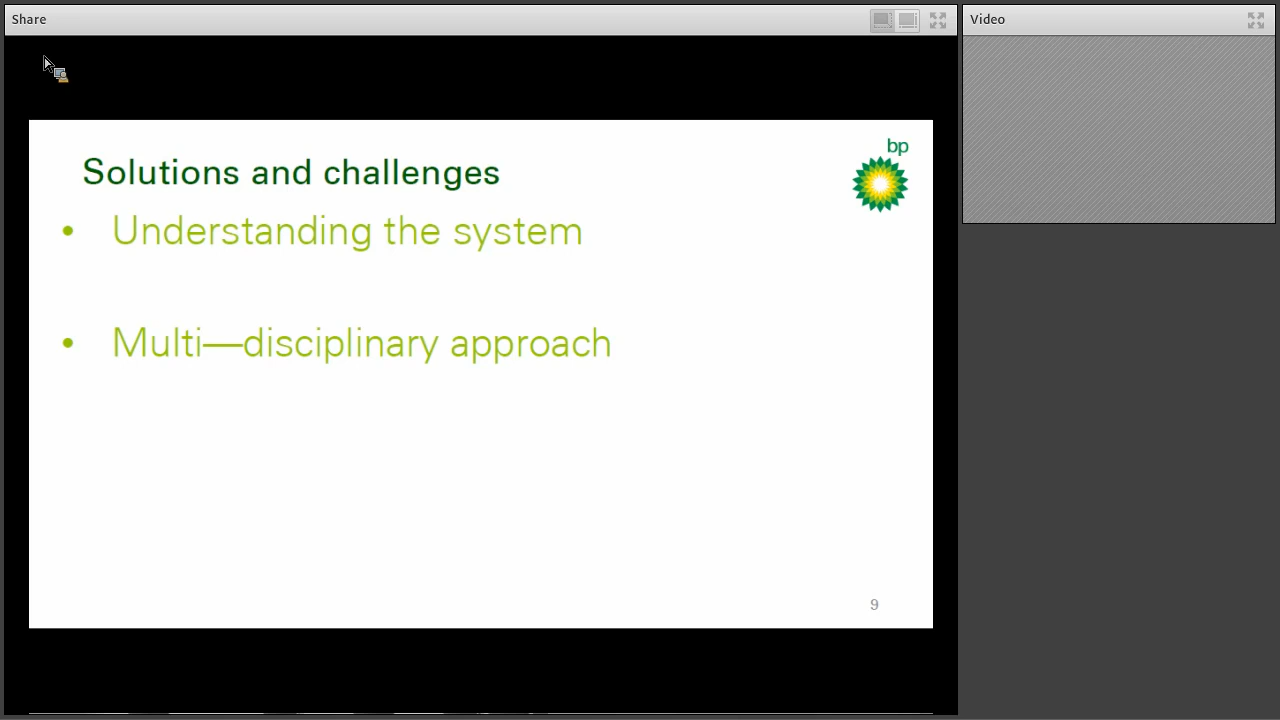 Share
Video
bp
Solutions and challenges
• Understanding the system
• Multi—disciplinary approach
9